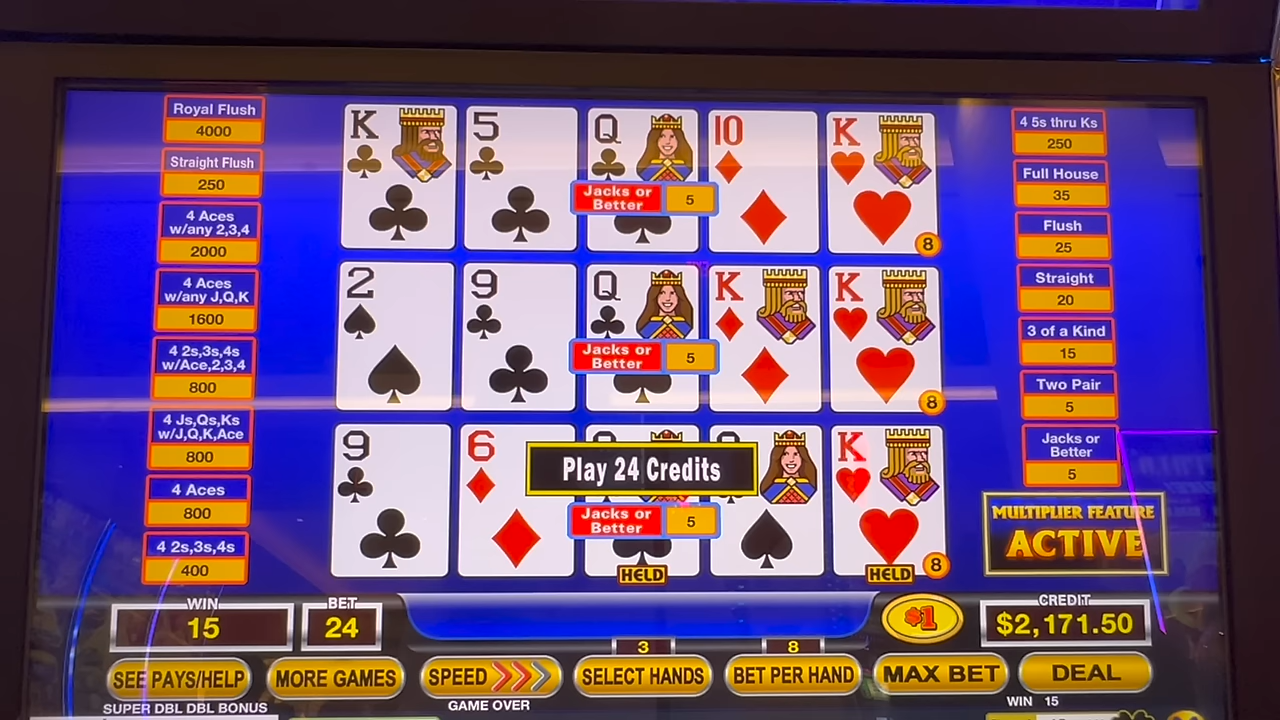 Royal Flush
4000
Straight Flush
250
4 Aces
w/any 2,3,4
2000
4 Aces
w/any J,Q,K
1600
4 2s,3s,4s
w/Ace,2,3,4
800
4 Js,Qs,Ks
w/J,Q,K,Ace
800
4 Aces
800
4 2s,3s,4s
400
K 5 Q 10 K
Jacks or
Better
5
8
2 9 Q K K
Jacks or
Better
5
8
9 6 K
Play 24 Credits
Jacks or
Better
5
HELD
HELD
8
4 5s thru Ks
250
Full House
35
Flush
25
Straight
20
3 of a Kind
15
Two Pair
5
Jacks or
Better
5
MULTIPLIER FEATURE
ACTIVE
WIN
15
BET
24
$1
CREDIT
$2,171.50
3
8
SEE PAYS/HELP
MORE GAMES
SPEED
SELECT HANDS
BET PER HAND
MAX BET
DEAL
SUPER DBL DBL BONUS
GAME OVER
WIN 15